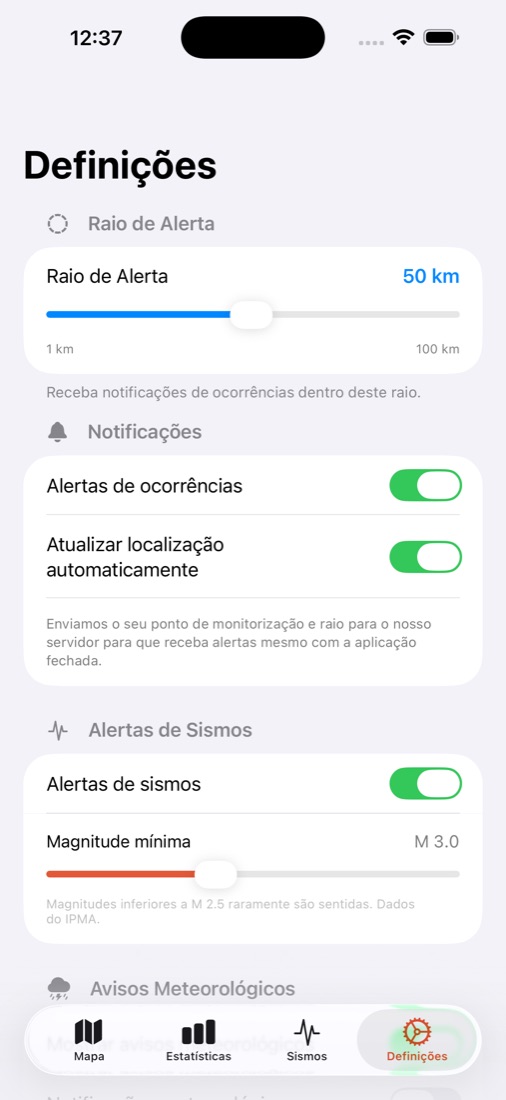 12:37
Definições
Raio de Alerta
Raio de Alerta
50 km
1 km
100 km
Receba notificações de ocorrências dentro deste raio.
Notificações
Alertas de ocorrências
Atualizar localização
automaticamente
Enviamos o seu ponto de monitorização e raio para o nosso
servidor para que receba alertas mesmo com a aplicação
fechada.
Alertas de Sismos
Alertas de sismos
Magnitude mínima
M 3.0
Magnitudes inferiores a M 2.5 raramente são sentidas. Dados
do IPMA.
Avisos Meteorológicos
Mapa
Estatísticas
Sismos
Definições